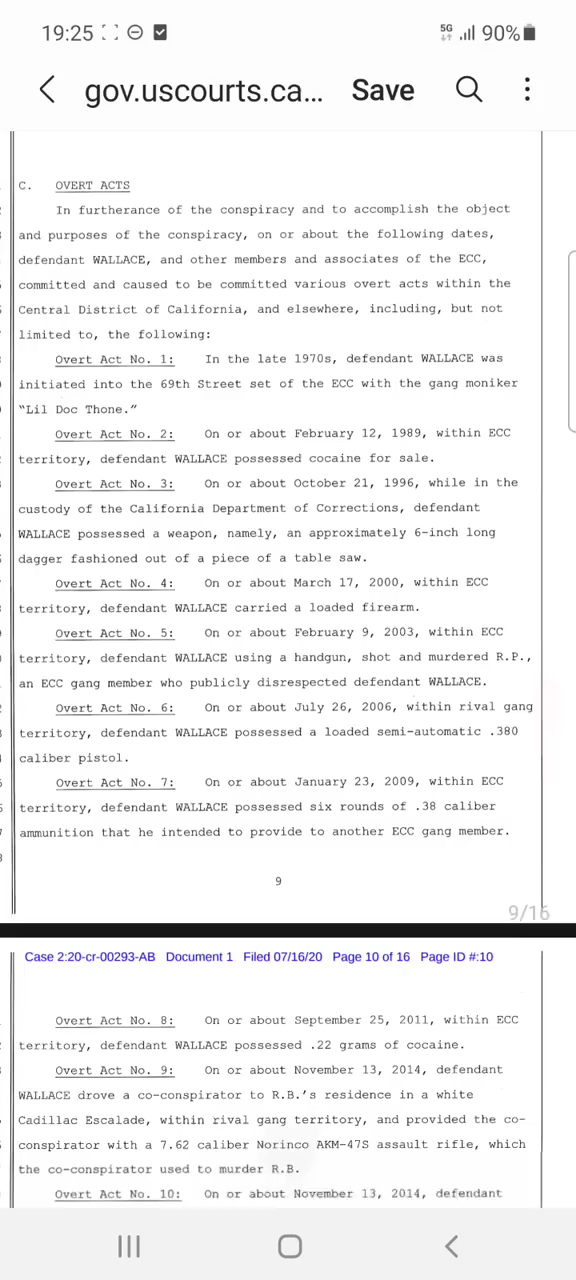 19:25
5G
90%
gov.uscourts.ca...
Save
C. OVERT ACTS
In furtherance of the conspiracy and to accomplish the object
and purposes of the conspiracy, on or about the following dates,
defendant WALLACE, and other members and associates of the ECC,
committed and caused to be committed various overt acts within the
Central District of California, and elsewhere, including, but not
limited to, the following:
Overt Act No. 1: In the late 1970s, defendant WALLACE was
initiated into the 69th Street set of the ECC with the gang moniker
“Lil Doc Thone.”
Overt Act No. 2: On or about February 12, 1989, within ECC
territory, defendant WALLACE possessed cocaine for sale.
Overt Act No. 3: On or about October 21, 1996, while in the
custody of the California Department of Corrections, defendant
WALLACE possessed a weapon, namely, an approximately 6-inch long
dagger fashioned out of a piece of a table saw.
Overt Act No. 4: On or about March 17, 2000, within ECC
territory, defendant WALLACE carried a loaded firearm.
Overt Act No. 5: On or about February 9, 2003, within ECC
territory, defendant WALLACE using a handgun, shot and murdered R.P.,
an ECC gang member who publicly disrespected defendant WALLACE.
Overt Act No. 6: On or about July 26, 2006, within rival gang
territory, defendant WALLACE possessed a loaded semi-automatic .380
caliber pistol.
Overt Act No. 7: On or about January 23, 2009, within ECC
territory, defendant WALLACE possessed six rounds of .38 caliber
ammunition that he intended to provide to another ECC gang member.
9
9/16
Case 2:20-cr-00293-AB Document 1 Filed 07/16/20 Page 10 of 16 Page ID #:10
Overt Act No. 8: On or about September 25, 2011, within ECC
territory, defendant WALLACE possessed .22 grams of cocaine.
Overt Act No. 9: On or about November 13, 2014, defendant
WALLACE drove a co-conspirator to R.B.'s residence in a white
Cadillac Escalade, within rival gang territory, and provided the co-
conspirator with a 7.62 caliber Norinco AKM-47S assault rifle, which
the co-conspirator used to murder R.B.
Overt Act No. 10: On or about November 13, 2014, defendant